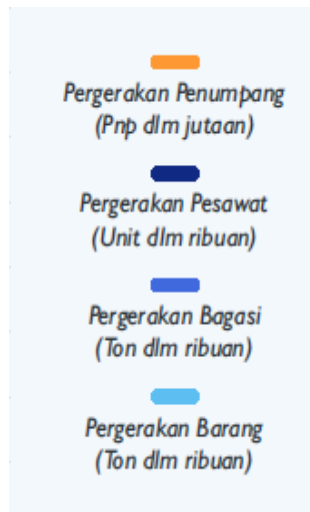 Pergerakan Penumpang
(Pnp dlm jutaan)
Pergerakan Pesawat
(Unit dlm ribuan)
Pergerakan Bagasi
(Ton dlm ribuan)
Pergerakan Barang
(Ton dlm ribuan)